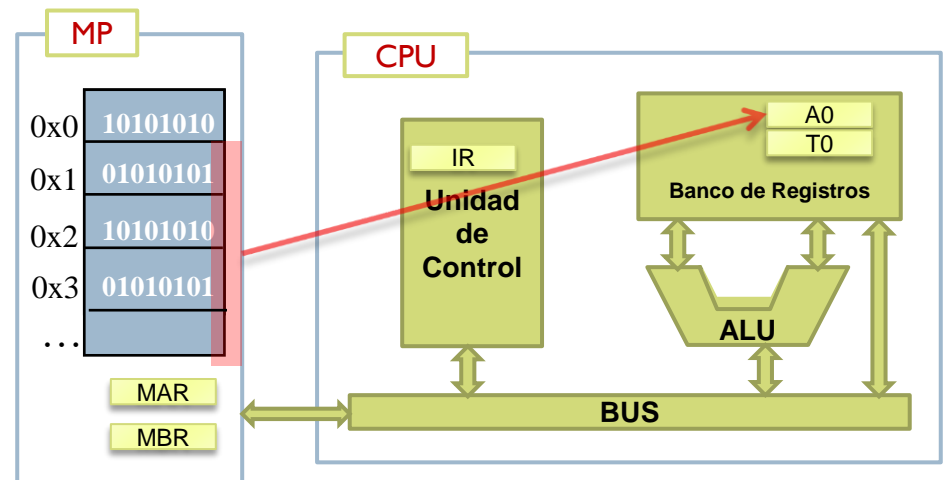 MP
0x0 10101010
0x1 01010101
0x2 10101010
0x3 01010101
…
MAR
MBR
CPU
IR
Unidad
de
Control
A0
T0
Banco de Registros
ALU
BUS